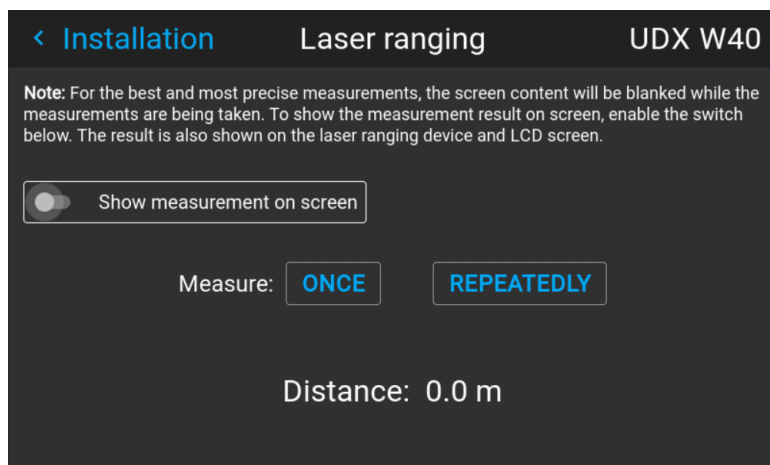 < Installation Laser ranging UDX W40
Note: For the best and most precise measurements, the screen content will be blanked while the
measurements are being taken. To show the measurement result on screen, enable the switch
below. The result is also shown on the laser ranging device and LCD screen.
Show measurement on screen
Measure: ONCE REPEATEDLY
Distance: 0.0 m